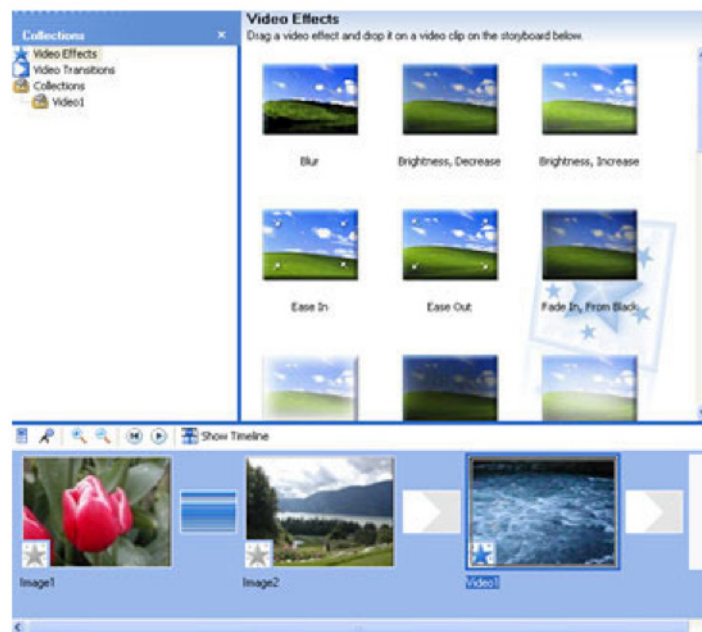 Collections
Video Effects
Video Transitions
Collections
Video1
Video Effects
Drag a video effect and drop it on a video clip on the storyboard below.
Blur
Brightness, Decrease
Brightness, Increase
Ease In
Ease Out
Fade In, From Black
Show Timeline
Image1
Image2
Video1